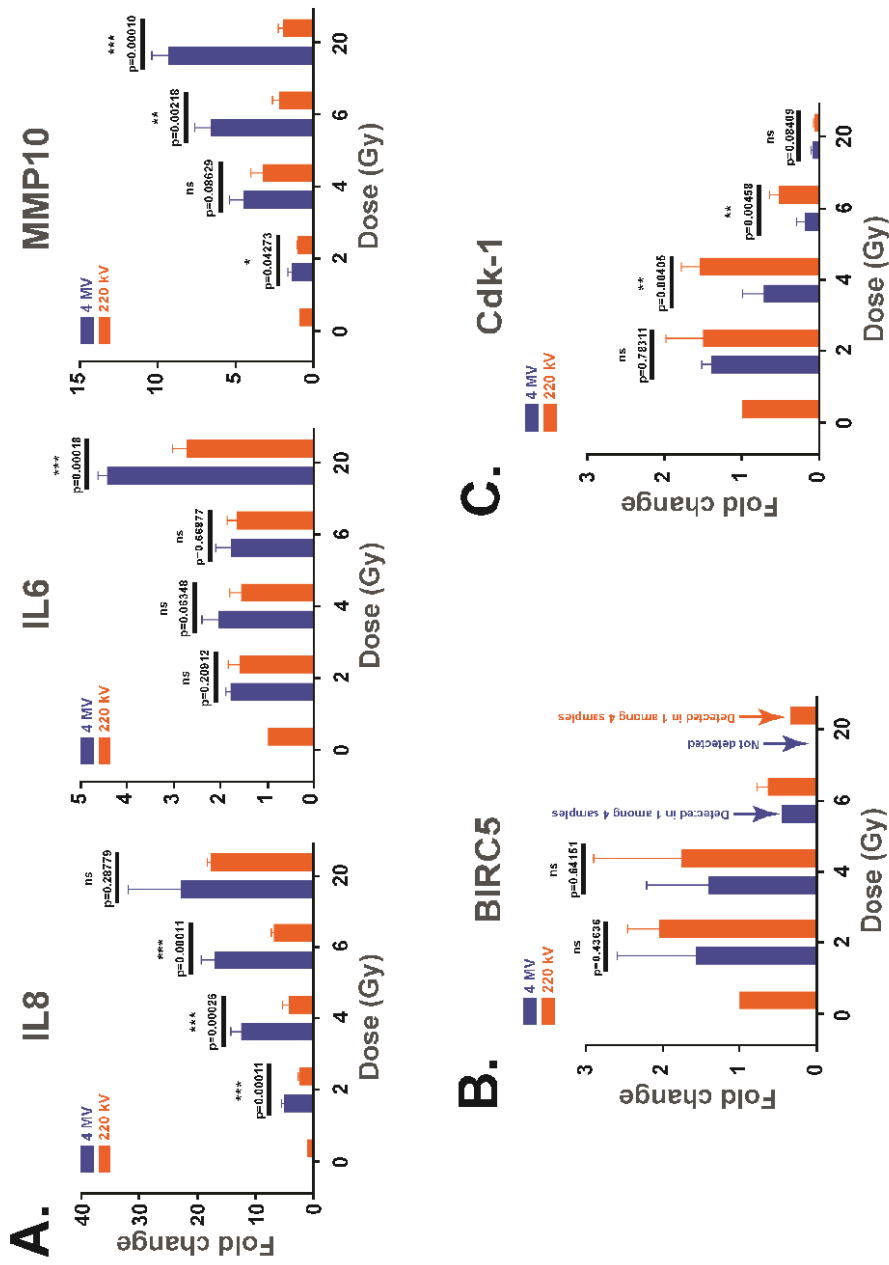 A.
IL8
4 MV
220 kV
Fold change
40
30
20
10
0
***
p=0.00011
***
p=0.00026
***
p=0.00011
ns
p=0.28779
0 2 4 6 20
Dose (Gy)
IL6
4 MV
220 kV
5
4
3
2
1
0
ns
p=0.20912
ns
p=0.06348
ns
p=0.66877
***
p=0.00018
0 2 4 6 20
Dose (Gy)
MMP10
4 MV
220 kV
15
10
5
0
*
p=0.04273
ns
p=0.08629
**
p=0.00218
***
p=0.00010
0 2 4 6 20
Dose (Gy)
B.
BIRC5
4 MV
220 kV
Fold change
3
2
1
0
ns
p=0.43636
ns
p=0.64151
Detected in 1 among 4 samples
Not detected
Detected in 1 among 4 samples
0 2 4 6 20
Dose (Gy)
C.
Cdk-1
4 MV
220 kV
Fold change
3
2
1
0
ns
p=0.78311
**
p=0.00405
**
p=0.00458
ns
p=0.08409
0 2 4 6 20
Dose (Gy)